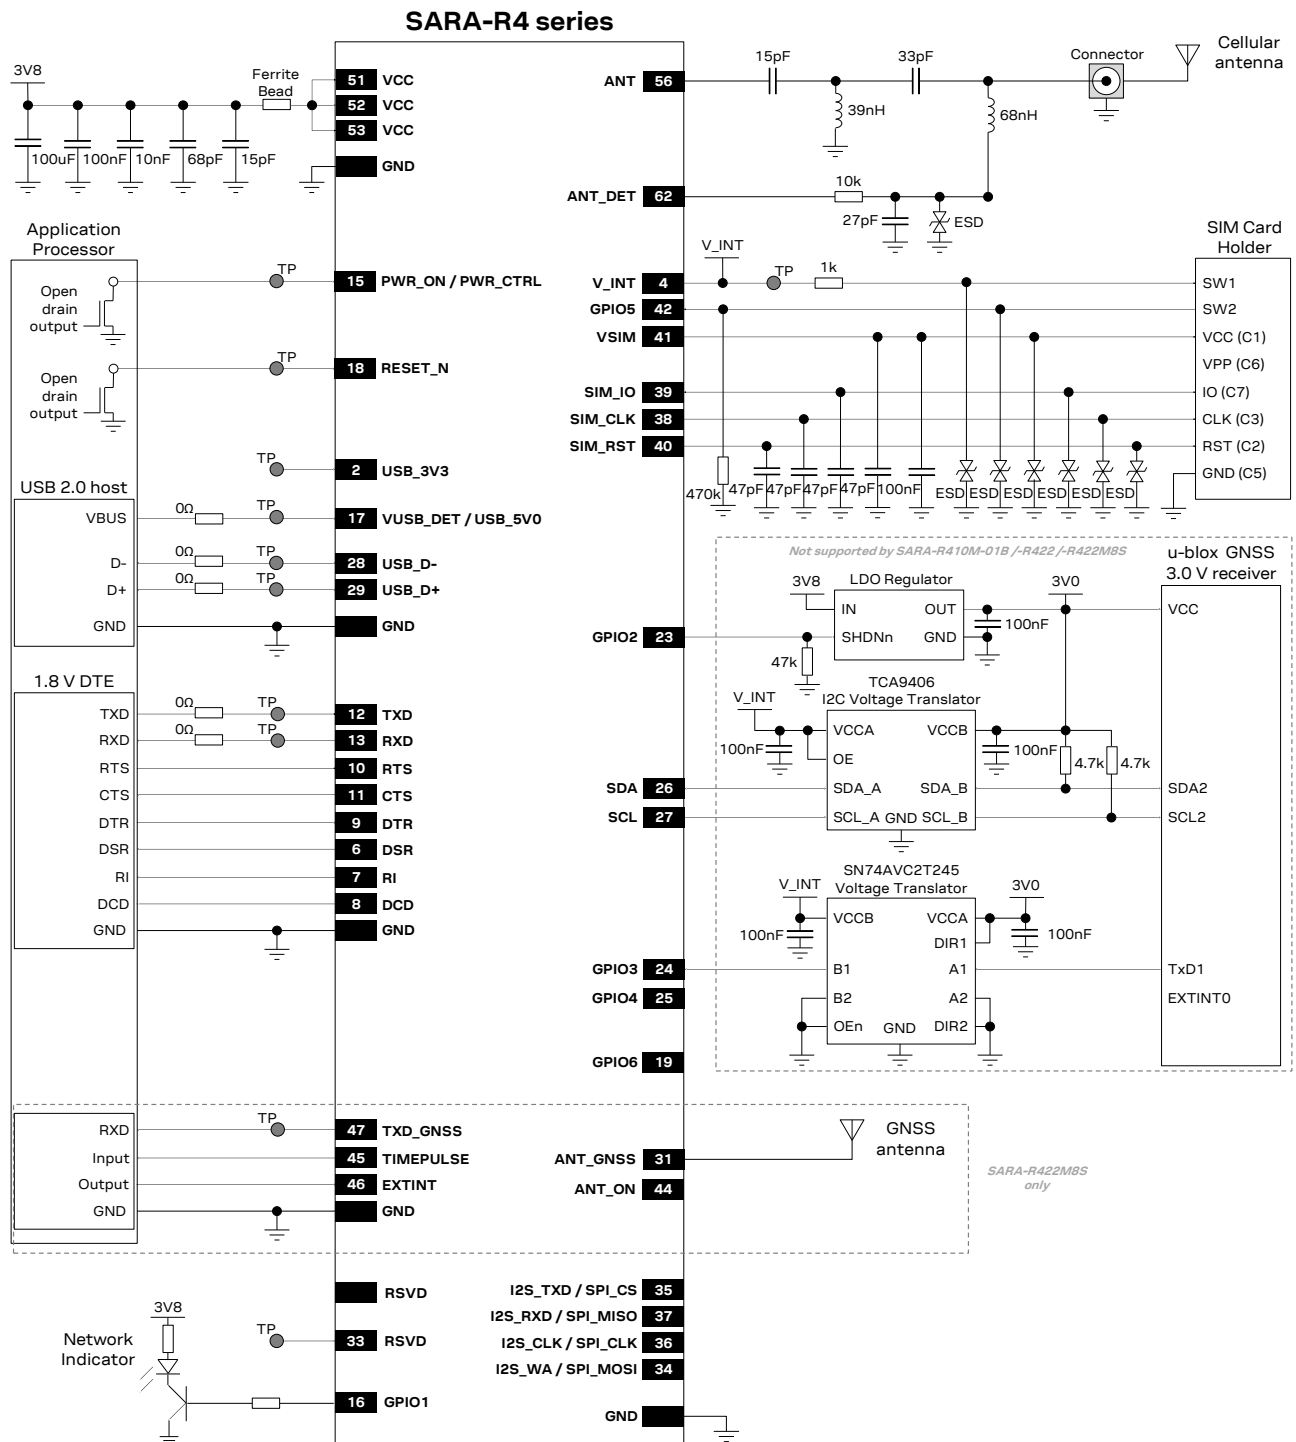 SARA-R4 series
3V8
Ferrite
Bead
100uF 100nF 10nF 68pF 15pF
51 VCC
52 VCC
53 VCC
GND
ANT 56
15pF
33pF
39nH
68nH
Connector
Cellular
antenna
ANT_DET 62
10k
27pF
ESD
Application
Processor
Open
drain
output
TP
15 PWR_ON / PWR_CTRL
Open
drain
output
TP
18 RESET_N
TP
2 USB_3V3
USB 2.0 host
VBUS 0Ω TP 17 VUSB_DET / USB_5V0
D- 0Ω TP 28 USB_D-
D+ 0Ω TP 29 USB_D+
GND GND
1.8 V DTE
TXD 0Ω TP 12 TXD
RXD 0Ω TP 13 RXD
RTS 10 RTS
CTS 11 CTS
DTR 9 DTR
DSR 6 DSR
RI 7 RI
DCD 8 DCD
GND GND
V_INT
TP
1k
V_INT 4
GPIO5 42
VSIM 41
SIM_IO 39
SIM_CLK 38
SIM_RST 40
470k 47pF 47pF 47pF 47pF 100nF
ESD ESD ESD ESD ESD ESD
SIM Card
Holder
SW1
SW2
VCC (C1)
VPP (C6)
IO (C7)
CLK (C3)
RST (C2)
GND (C5)
Not supported by SARA-R410M-01B /-R422 /-R422M8S
u-blox GNSS
3.0 V receiver
3V8
LDO Regulator
3V0
IN OUT
SHDNn GND
100nF
VCC
GPIO2 23
47k
TCA9406
I2C Voltage Translator
V_INT
100nF
VCCA VCCB
OE
100nF
4.7k 4.7k
SDA 26
SDA_A SDA_B
SDA2
SCL 27
SCL_A GND SCL_B
SCL2
SN74AVC2T245
Voltage Translator
V_INT
3V0
VCCB VCCA
DIR1
100nF
100nF
GPIO3 24
B1 A1
TxD1
GPIO4 25
B2 A2
EXTINT0
OEn GND DIR2
GPIO6 19
RXD TP 47 TXD_GNSS
Input 45 TIMEPULSE
Output 46 EXTINT
GND GND
ANT_GNSS 31
ANT_ON 44
GNSS
antenna
SARA-R422M8S
only
RSVD
TP
33 RSVD
3V8
Network
Indicator
16 GPIO1
I2S_TXD / SPI_CS 35
I2S_RXD / SPI_MISO 37
I2S_CLK / SPI_CLK 36
I2S_WA / SPI_MOSI 34
GND